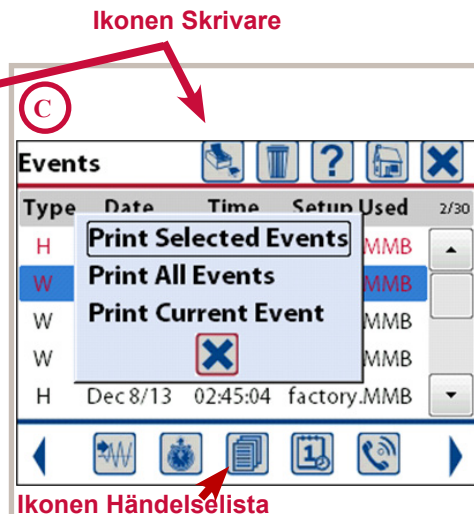 Ikonen Skrivare
C
Events
?
Type Date Time Setup Used 2/30
H .MMB
Print Selected Events
W .MMB
Print All Events
W .MMB
Print Current Event
W .MMB
H Dec 8/13 02:45:04 factory.MMB
1
Ikonen Händelselista